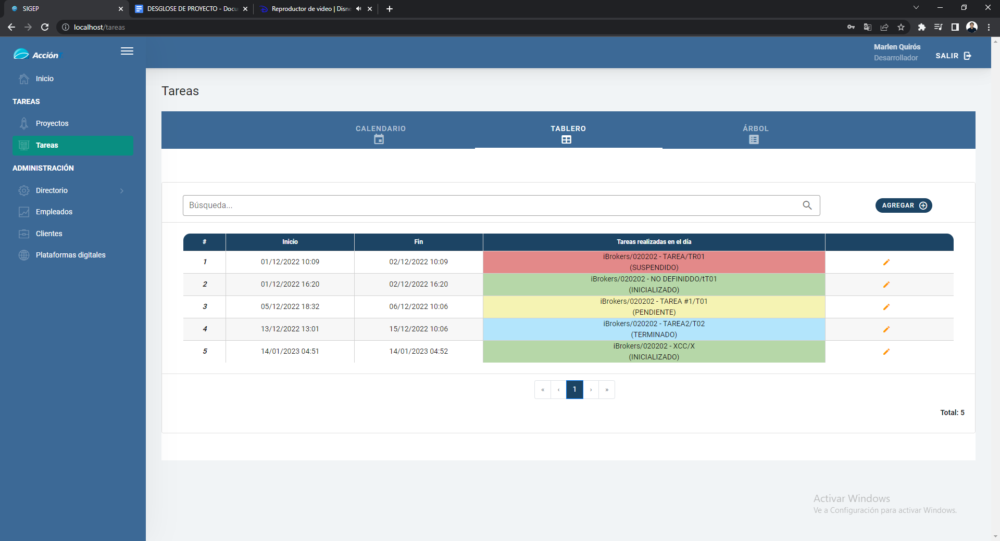 SIGEP
DESGLOSE DE PROYECTO - Docu
Reproductor de video | Disne
localhost/tareas
Acción
Marlen Quirós
Desarrollador
SALIR
Inicio
TAREAS
Proyectos
Tareas
ADMINISTRACIÓN
Directorio
Empleados
Clientes
Plataformas digitales
Tareas
CALENDARIO
TABLERO
ÁRBOL
Búsqueda...
AGREGAR
# Inicio Fin Tareas realizadas en el día
1 01/12/2022 10:09 02/12/2022 10:09 iBrokers/020202 - TAREA/TR01
(SUSPENDIDO)
2 01/12/2022 16:20 02/12/2022 16:20 iBrokers/020202 - NO DEFINIDDO/tT01
(INICIALIZADO)
3 05/12/2022 18:32 06/12/2022 10:06 iBrokers/020202 - TAREA #1/T01
(PENDIENTE)
4 13/12/2022 13:01 15/12/2022 10:06 iBrokers/020202 - TAREA2/T02
(TERMINADO)
5 14/01/2023 04:51 14/01/2023 04:52 iBrokers/020202 - XCC/X
(INICIALIZADO)
« ‹ 1 › »
Total: 5
Activar Windows
Ve a Configuración para activar Windows.